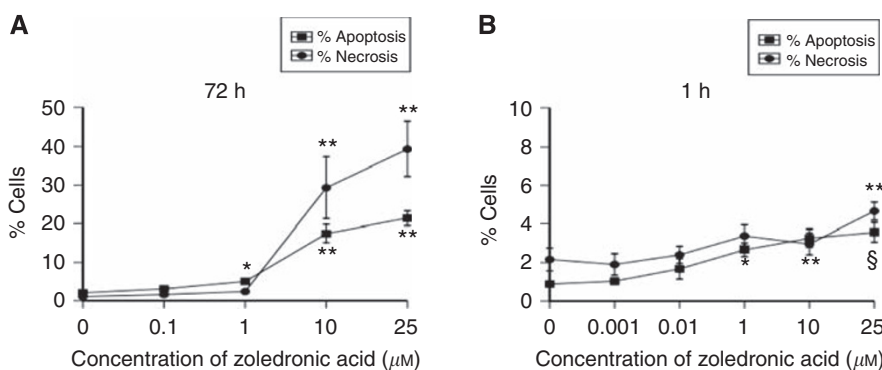 A
% Apoptosis
% Necrosis
72 h
50
40
30
20
10
0
% Cells
**
**
*
**
**
0 0.1 1 10 25
Concentration of zoledronic acid (μM)
B
% Apoptosis
% Necrosis
1 h
10
8
6
4
2
0
% Cells
**
*
**
§
0 0.001 0.01 1 10 25
Concentration of zoledronic acid (μM)